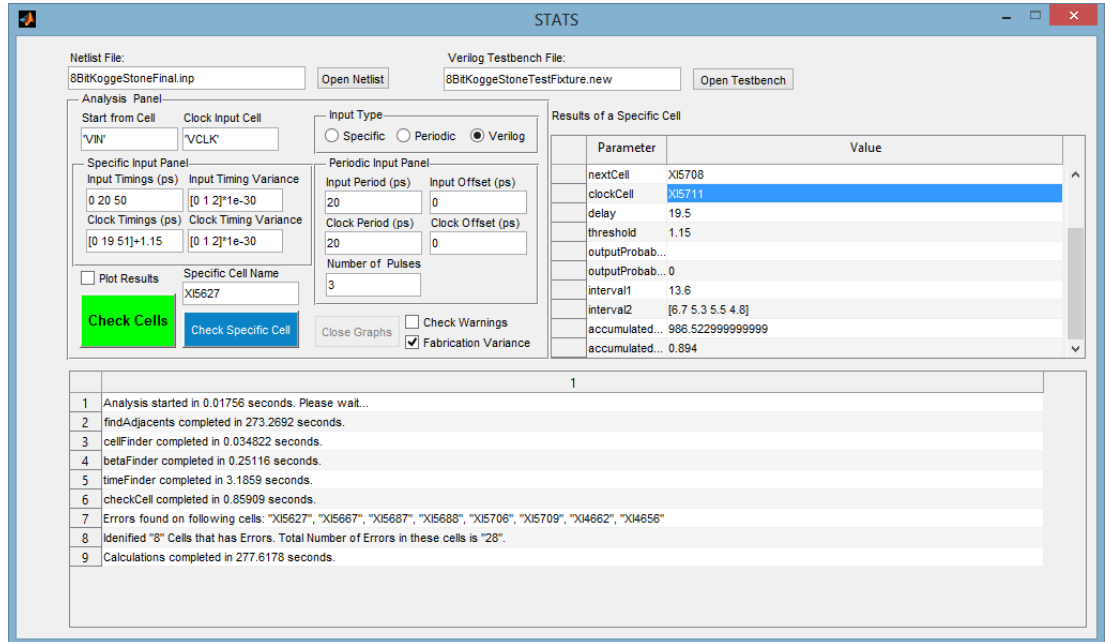 STATS
Netlist File:
Verilog Testbench File:
8BitKoggeStoneFinal.inp
Open Netlist
8BitKoggeStoneTestFixture.new
Open Testbench
Analysis Panel
Start from Cell
Clock Input Cell
'VIN'
'VCLK'
Input Type
Specific
Periodic
Verilog
Specific Input Panel
Input Timings (ps)
Input Timing Variance
0 20 50
[0 1 2]*1e-30
Clock Timings (ps)
Clock Timing Variance
[0 19 51]+1.15
[0 1 2]*1e-30
Periodic Input Panel
Input Period (ps)
Input Offset (ps)
20
0
Clock Period (ps)
Clock Offset (ps)
20
0
Number of Pulses
3
Plot Results
Specific Cell Name
XI5627
Check Cells
Check Specific Cell
Close Graphs
Check Warnings
Fabrication Variance
Results of a Specific Cell
Parameter Value
nextCell XI5708
clockCell XI5711
delay 19.5
threshold 1.15
outputProbab...
outputProbab... 0
interval1 13.6
interval2 [6.7 5.3 5.5 4.8]
accumulated... 986.522999999999
accumulated... 0.894
1
1 Analysis started in 0.01756 seconds. Please wait...
2 findAdjacents completed in 273.2692 seconds.
3 cellFinder completed in 0.034822 seconds.
4 betaFinder completed in 0.25116 seconds.
5 timeFinder completed in 3.1859 seconds.
6 checkCell completed in 0.85909 seconds.
7 Errors found on following cells: "XI5627", "XI5667", "XI5687", "XI5688", "XI5706", "XI5709", "XI4662", "XI4656"
8 Idenified "8" Cells that has Errors. Total Number of Errors in these cells is "28".
9 Calculations completed in 277.6178 seconds.